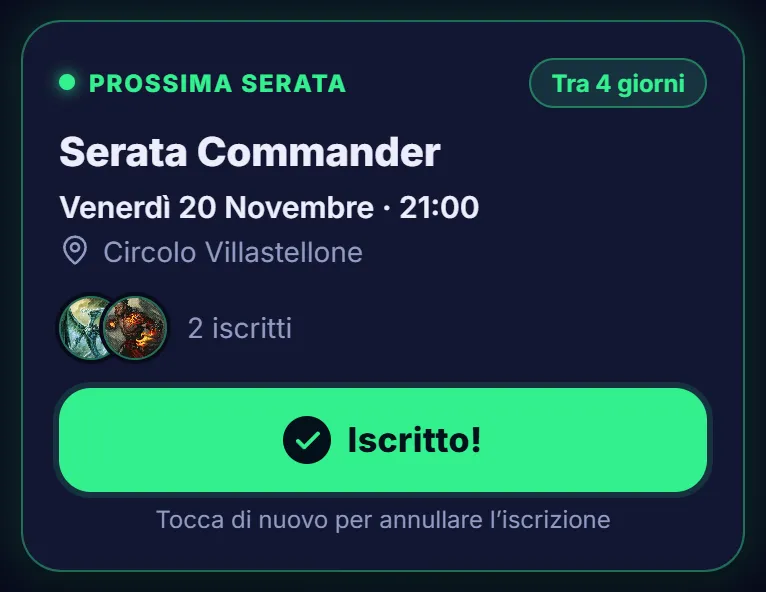 PROSSIMA SERATA
Tra 4 giorni
Serata Commander
Venerdì 20 Novembre · 21:00
Circolo Villastellone
2 iscritti
Iscritto!
Tocca di nuovo per annullare l’iscrizione